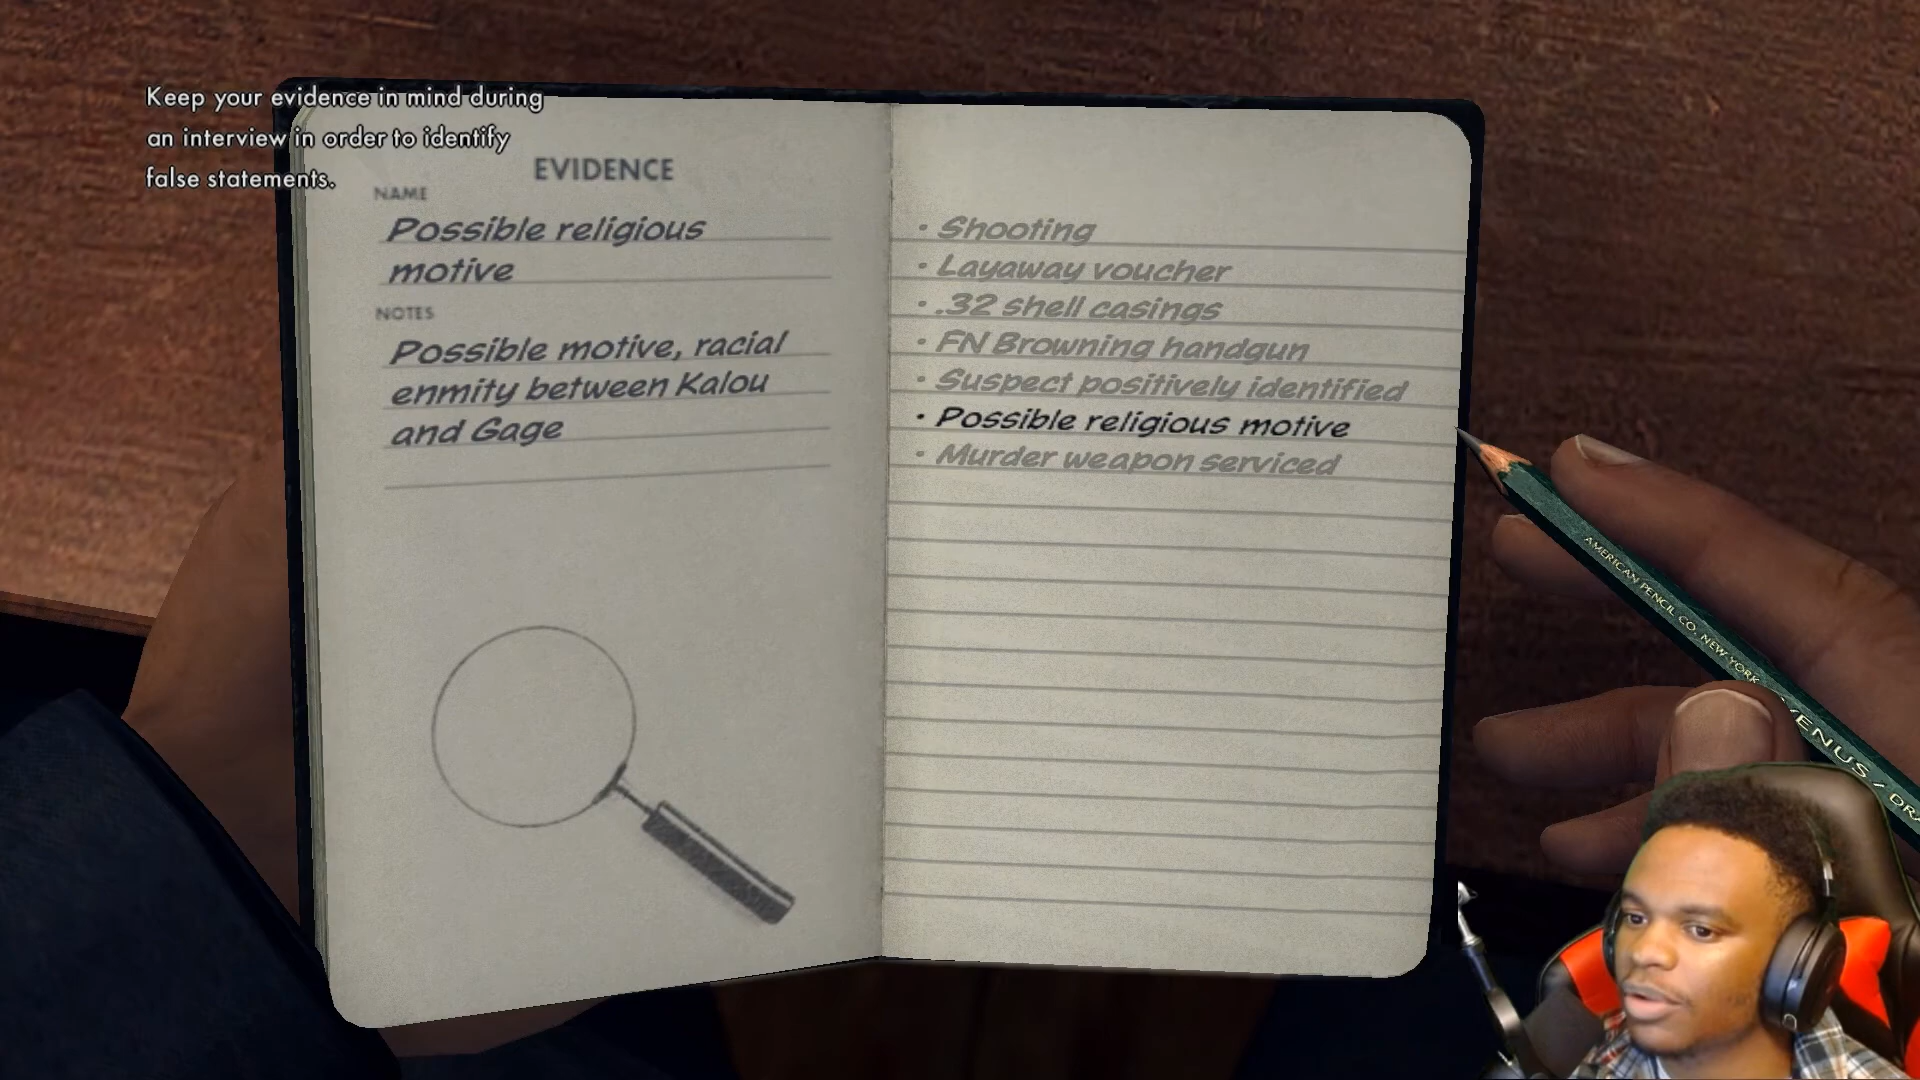 Keep your evidence in mind during
an interview in order to identify
false statements.
EVIDENCE
NAME
Possible religious
motive
NOTES
Possible motive, racial
enmity between Kalou
and Gage
• Shooting
• Layaway voucher
• .32 shell casings
• FN Browning handgun
• Suspect positively identified
• Possible religious motive
• Murder weapon serviced
AMERICAN PENCIL CO. NEW YORK
VENUS / DRA